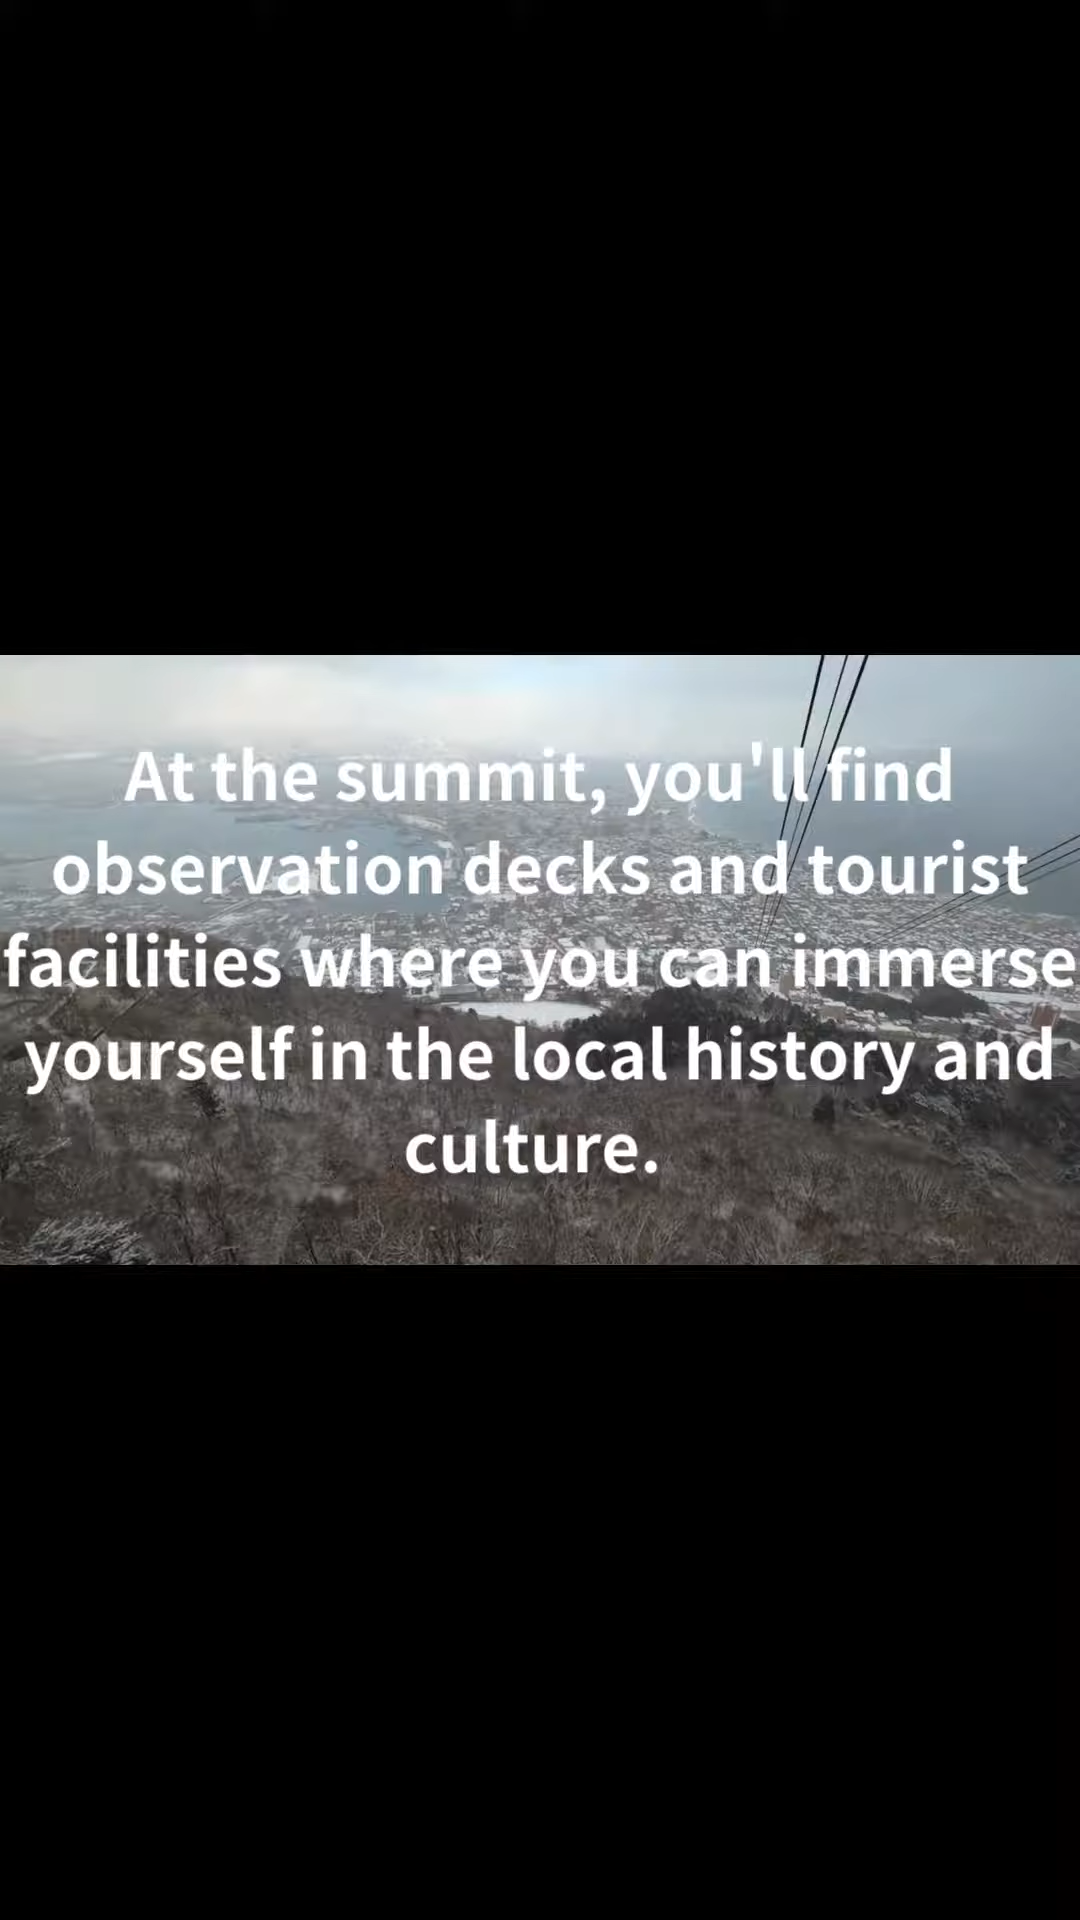 At the summit, you'll find
observation decks and tourist
facilities where you can immerse
yourself in the local history and
culture.